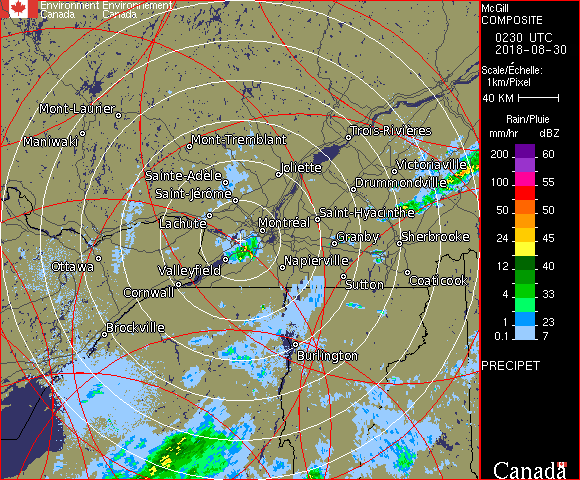 Environment Environnement
Canada Canada
McGill
COMPOSITE
0230 UTC
2018-08-30
Scale/Échelle:
1km/Pixel
40 KM
Rain/Pluie
mm/hr dBZ
200 60
100 55
50 50
24 45
12 40
4 33
1 23
0.1 7
PRECIPET
Canada
Mont-Laurier
Maniwaki
Mont-Tremblant
Trois-Rivières
Joliette
Victoriaville
Sainte-Adèle
Drummondville
Saint-Jérôme
Lachute
Saint-Hyacinthe
Montréal
Granby
Sherbrooke
Ottawa
Valleyfield
Napierville
Cornwall
Sutton
Coaticook
Brockville
Burlington